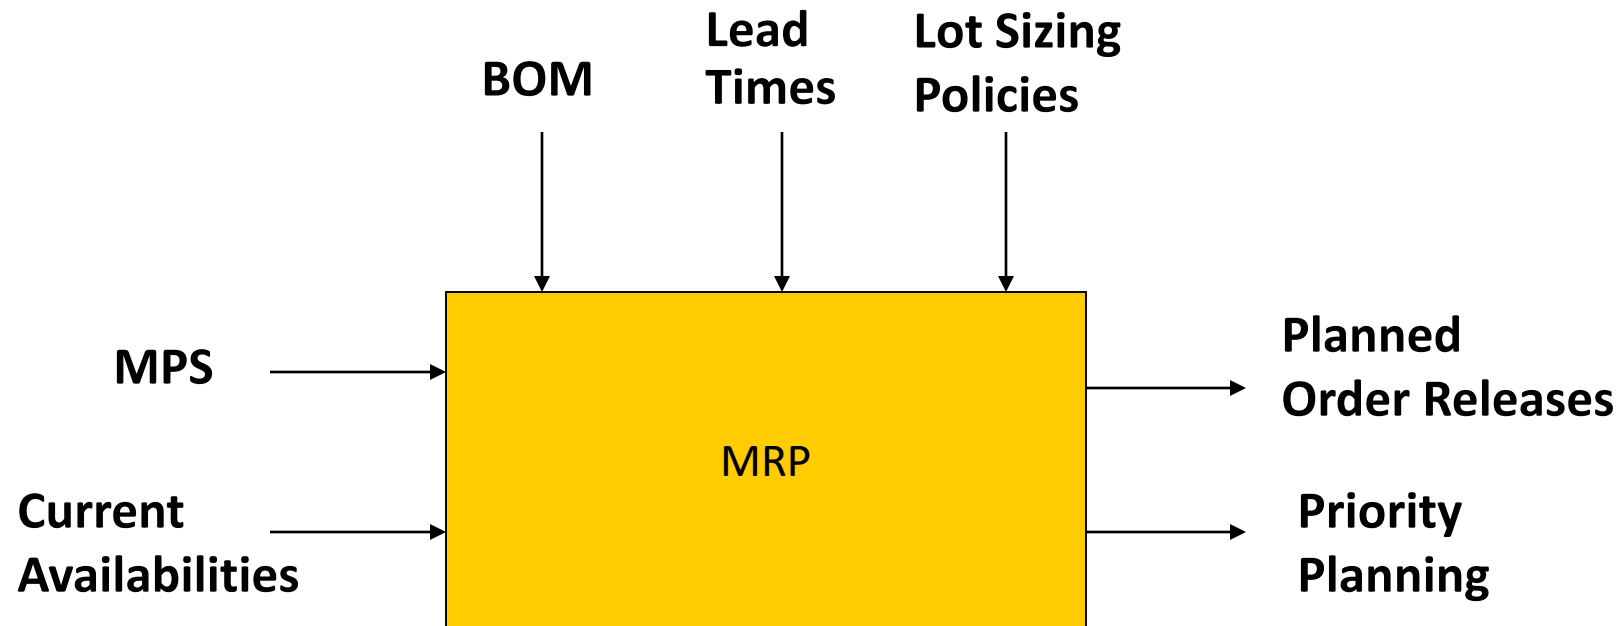 BOM
Lead
Times
Lot Sizing
Policies
MPS
Current
Availabilities
MRP
Planned
Order Releases
Priority
Planning